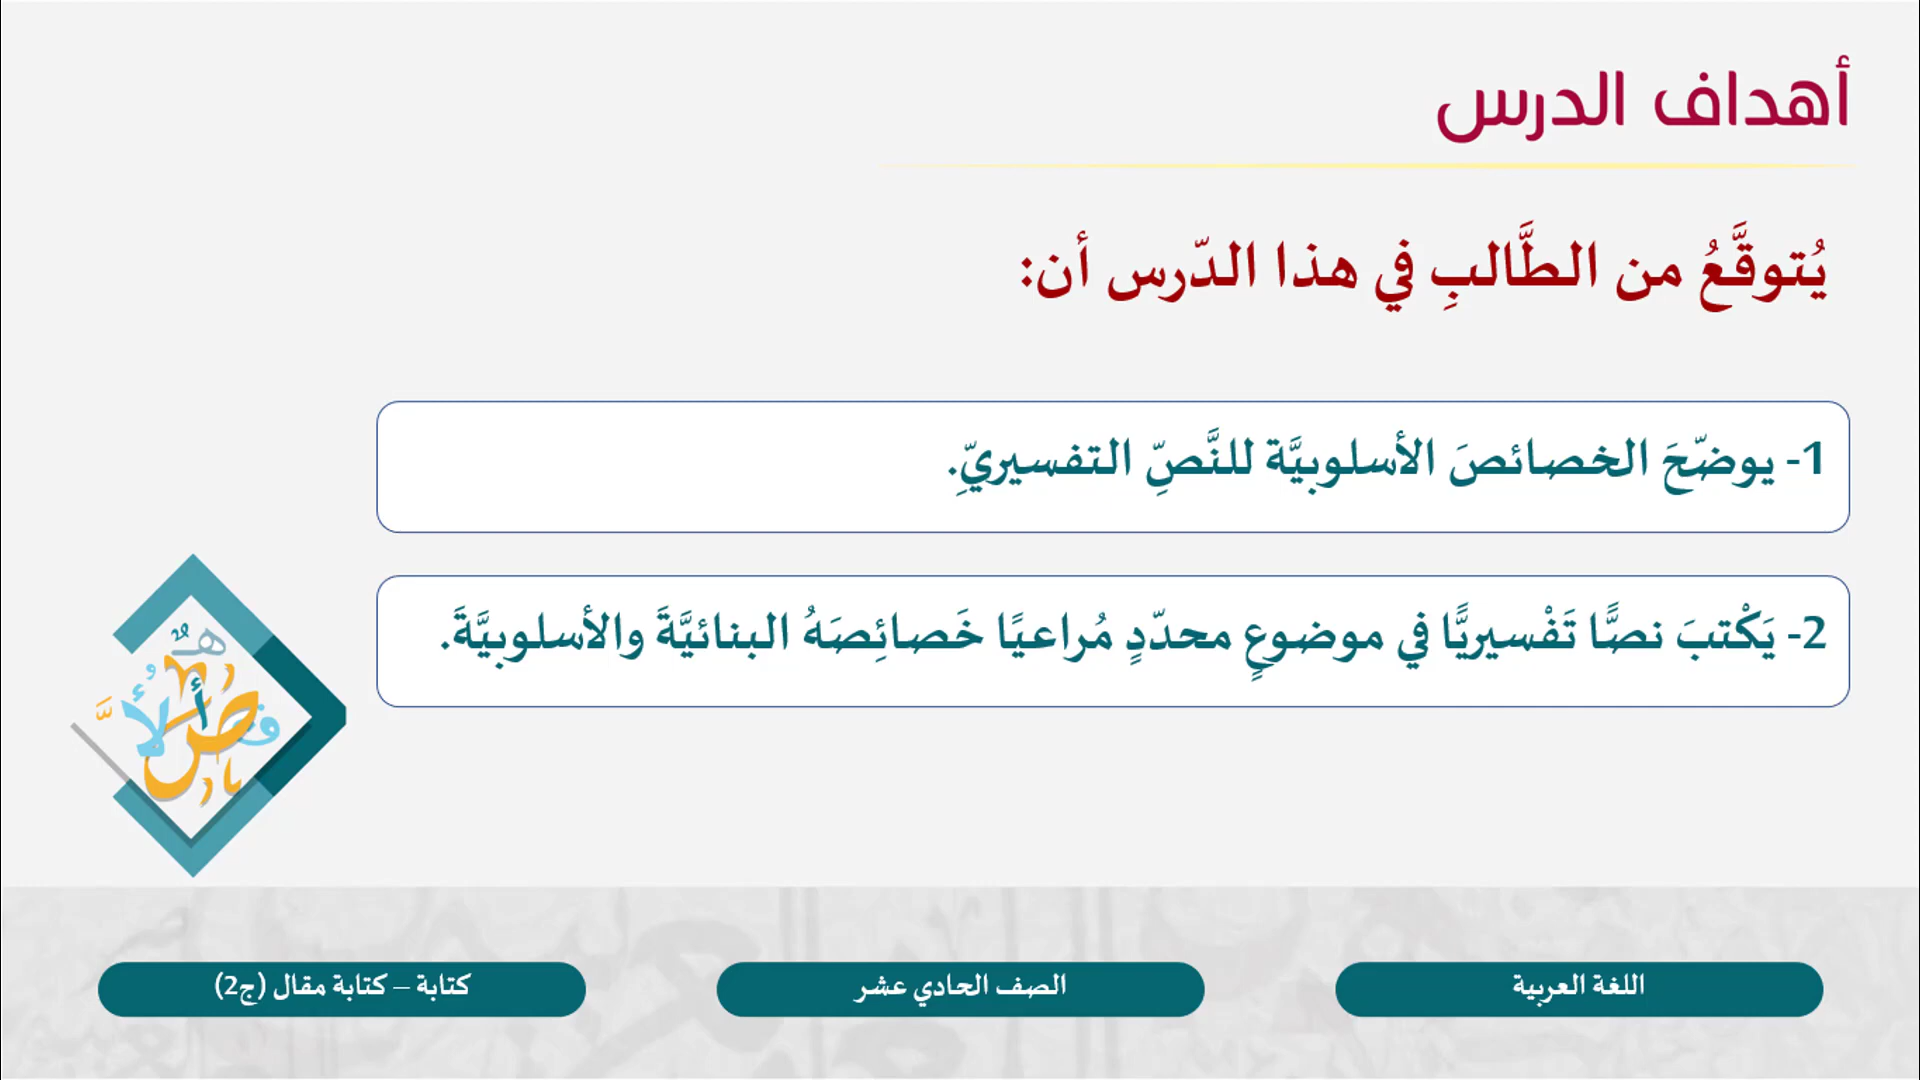 أهداف الدرس
يُتوقَّعُ من الطَّالبِ في هذا الدّرس أن:
1- يوضّحَ الخصائصَ الأسلوبيَّة للنَّصِّ التفسيريِّ.
2- يَكْتبَ نصًّا تَفْسيريًّا في موضوعٍ محدّدٍ مُراعيًا خَصائِصَهُ البنائيَّةَ والأسلوبيَّةَ.
اللغة العربية
الصف الحادي عشر
كتابة – كتابة مقال (ج2)